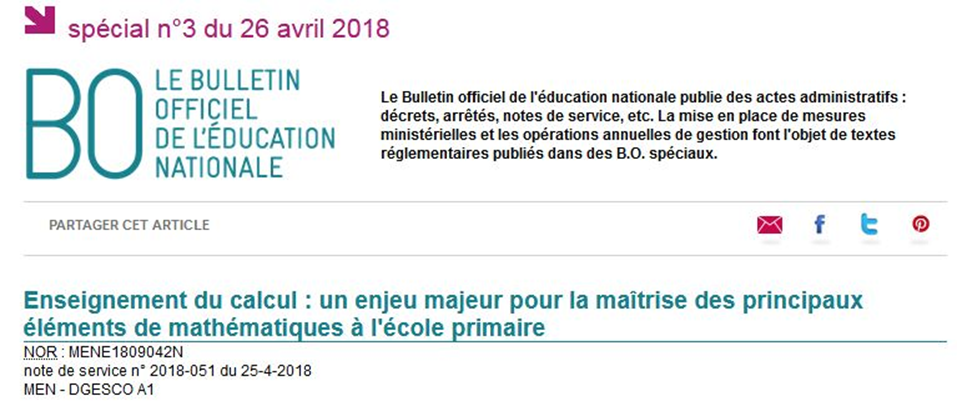 spécial n°3 du 26 avril 2018
BO
LE BULLETIN
OFFICIEL
DE L'ÉDUCATION
NATIONALE
Le Bulletin officiel de l'éducation nationale publie des actes administratifs :
décrets, arrêtés, notes de service, etc. La mise en place de mesures
ministérielles et les opérations annuelles de gestion font l'objet de textes
réglementaires publiés dans des B.O. spéciaux.
PARTAGER CET ARTICLE
Enseignement du calcul : un enjeu majeur pour la maîtrise des principaux
éléments de mathématiques à l'école primaire
NOR : MENE1809042N
note de service n° 2018-051 du 25-4-2018
MEN - DGESCO A1